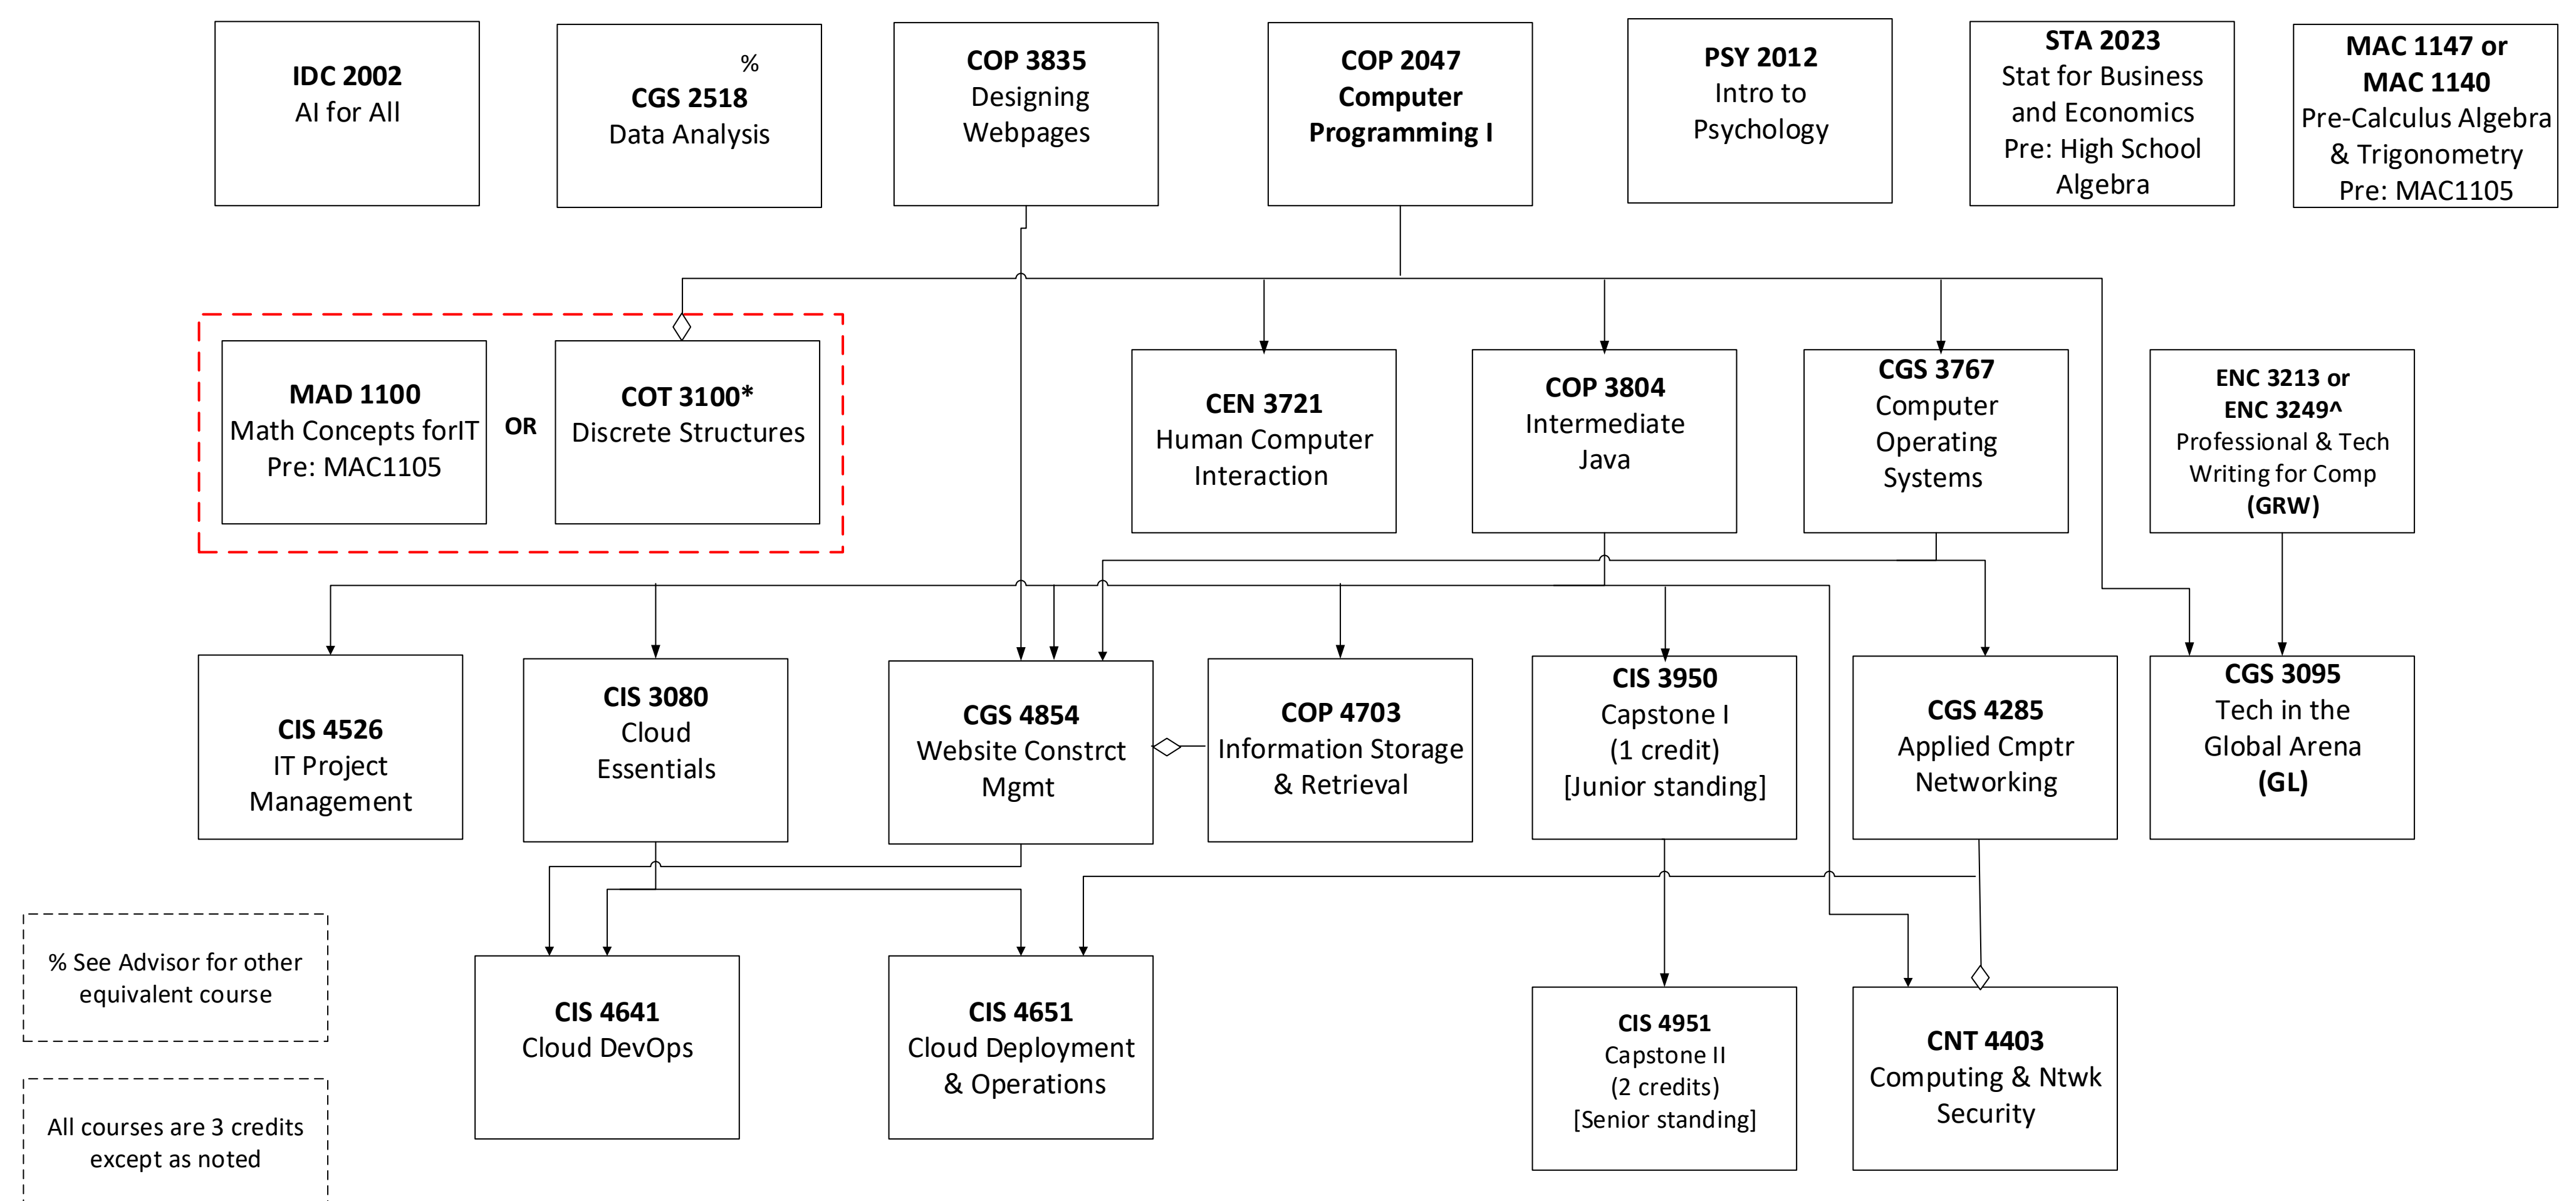 IDC 2002
AI for All
%
CGS 2518
Data Analysis
COP 3835
Designing
Webpages
COP 2047
Computer
Programming I
PSY 2012
Intro to
Psychology
STA 2023
Stat for Business
and Economics
Pre: High School
Algebra
MAC 1147 or
MAC 1140
Pre-Calculus Algebra
& Trigonometry
Pre: MAC1105
MAD 1100
Math Concepts forIT
Pre: MAC1105
OR
COT 3100*
Discrete Structures
CEN 3721
Human Computer
Interaction
COP 3804
Intermediate
Java
CGS 3767
Computer
Operating
Systems
ENC 3213 or
ENC 3249^
Professional & Tech
Writing for Comp
(GRW)
CIS 4526
IT Project
Management
CIS 3080
Cloud
Essentials
CGS 4854
Website Constrct
Mgmt
COP 4703
Information Storage
& Retrieval
CIS 3950
Capstone I
(1 credit)
[Junior standing]
CGS 4285
Applied Cmptr
Networking
CGS 3095
Tech in the
Global Arena
(GL)
% See Advisor for other
equivalent course
CIS 4641
Cloud DevOps
CIS 4651
Cloud Deployment
& Operations
CIS 4951
Capstone II
(2 credits)
[Senior standing]
CNT 4403
Computing & Ntwk
Security
All courses are 3 credits
except as noted